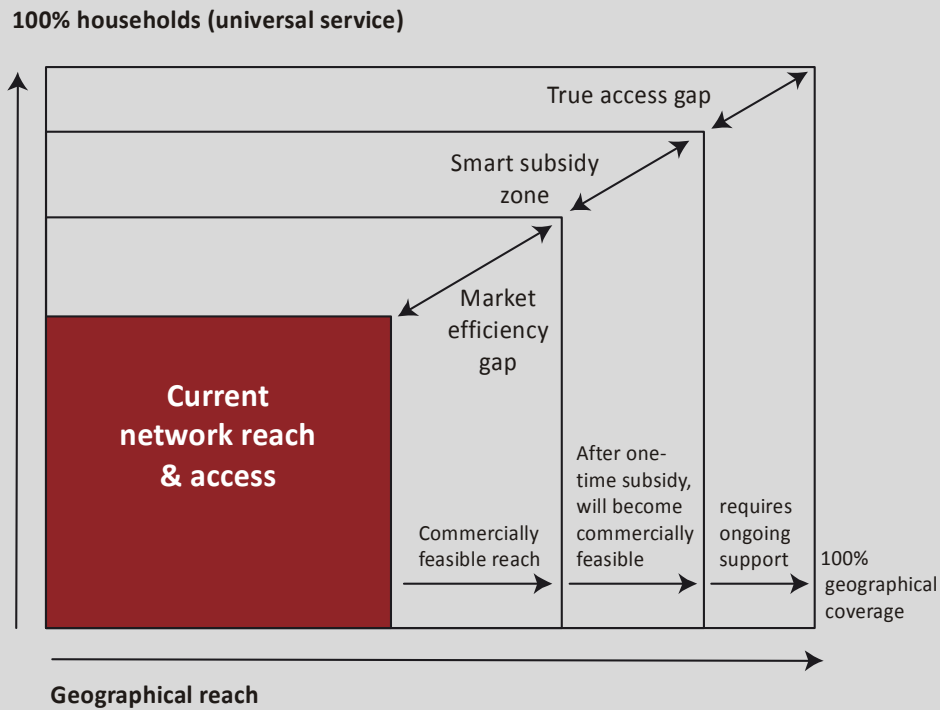 100% households (universal service)
True access gap
Smart subsidy
zone
Market
efficiency
gap
Current
network reach
& access
Commercially
feasible reach
After one-
time subsidy,
will become
commercially
feasible
requires
ongoing
support
100%
geographical
coverage
Geographical reach